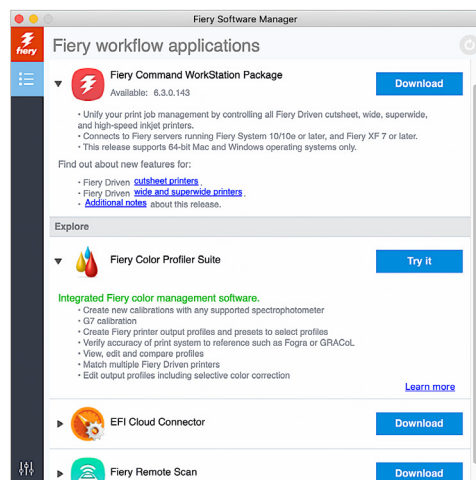 Fiery Software Manager
fiery
Fiery workflow applications
Fiery Command WorkStation Package
Available: 6.3.0.143
Download
• Unify your print job management by controlling all Fiery Driven cutsheet, wide, superwide,
and high-speed inkjet printers.
• Connects to Fiery servers running Fiery System 10/10e or later, and Fiery XF 7 or later.
• This release supports 64-bit Mac and Windows operating systems only.
Find out about new features for:
• Fiery Driven cutsheet printers.
• Fiery Driven wide and superwide printers.
• Additional notes about this release.
Explore
Fiery Color Profiler Suite
Try it
Integrated Fiery color management software.
• Create new calibrations with any supported spectrophotometer
• G7 calibration
• Create Fiery printer output profiles and presets to select profiles
• Verify accuracy of print system to reference such as Fogra or GRACoL
• View, edit and compare profiles
• Match multiple Fiery Driven printers
• Edit output profiles including selective color correction
Learn more
EFI Cloud Connector
Download
Fiery Remote Scan
Download